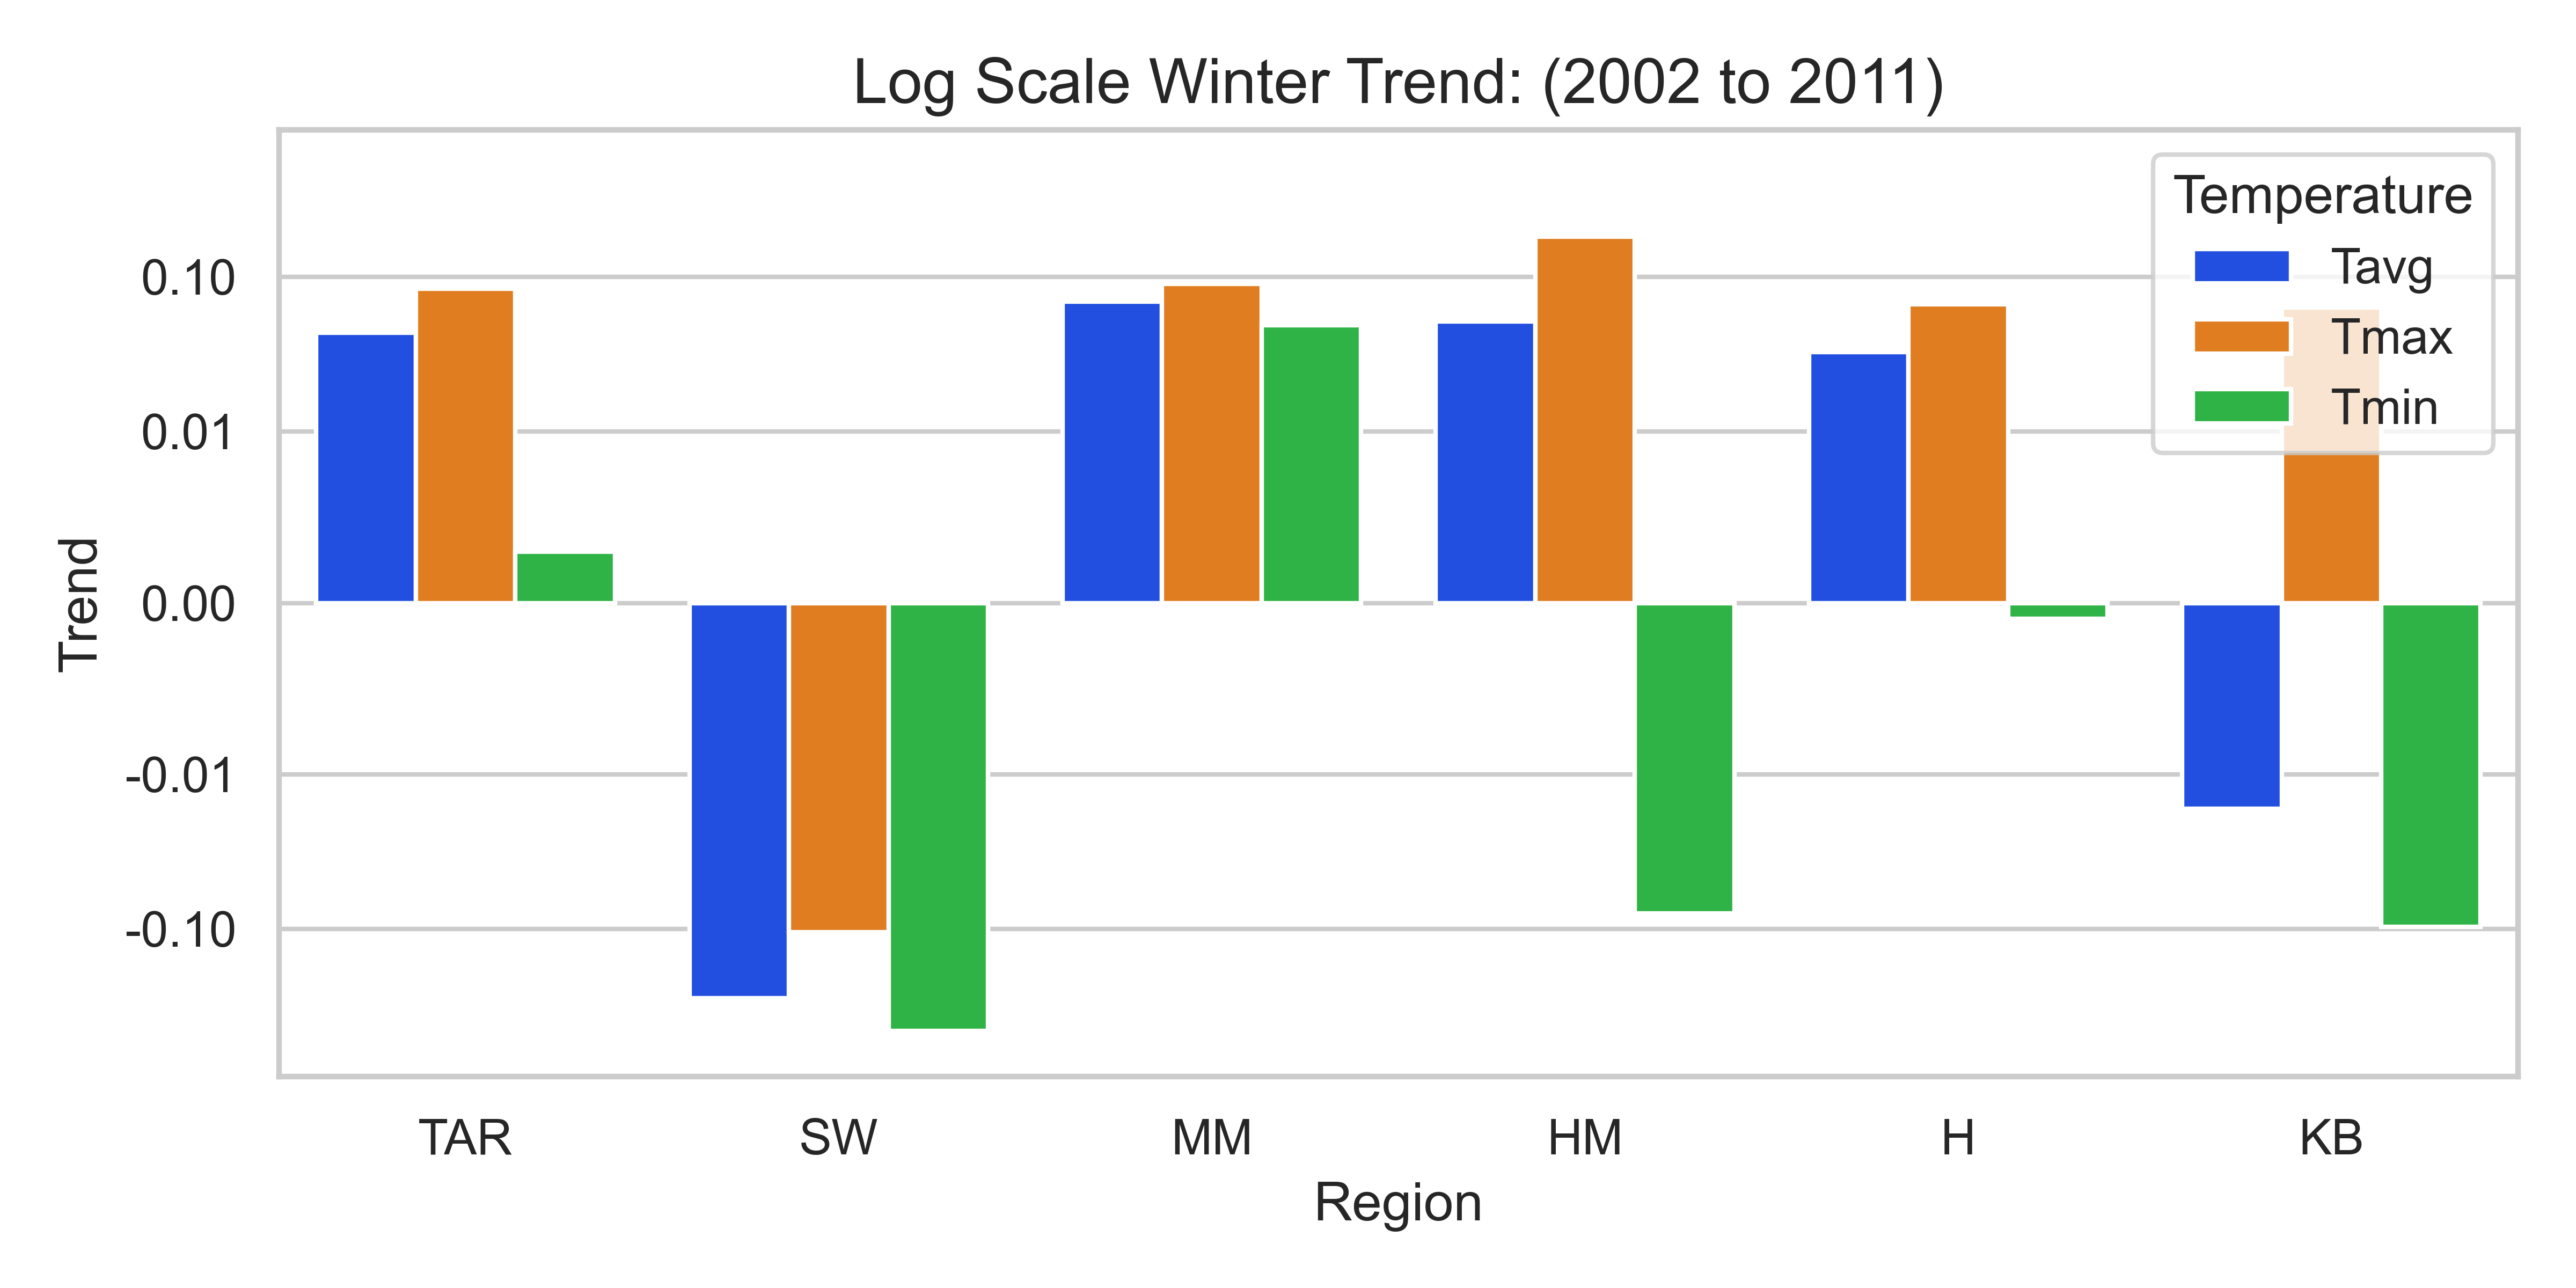 Log Scale Winter Trend: (2002 to 2011)
Temperature
Tavg
Tmax
Tmin
0.10
0.01
0.00
-0.01
-0.10
Trend
TAR SW MM HM H KB
Region